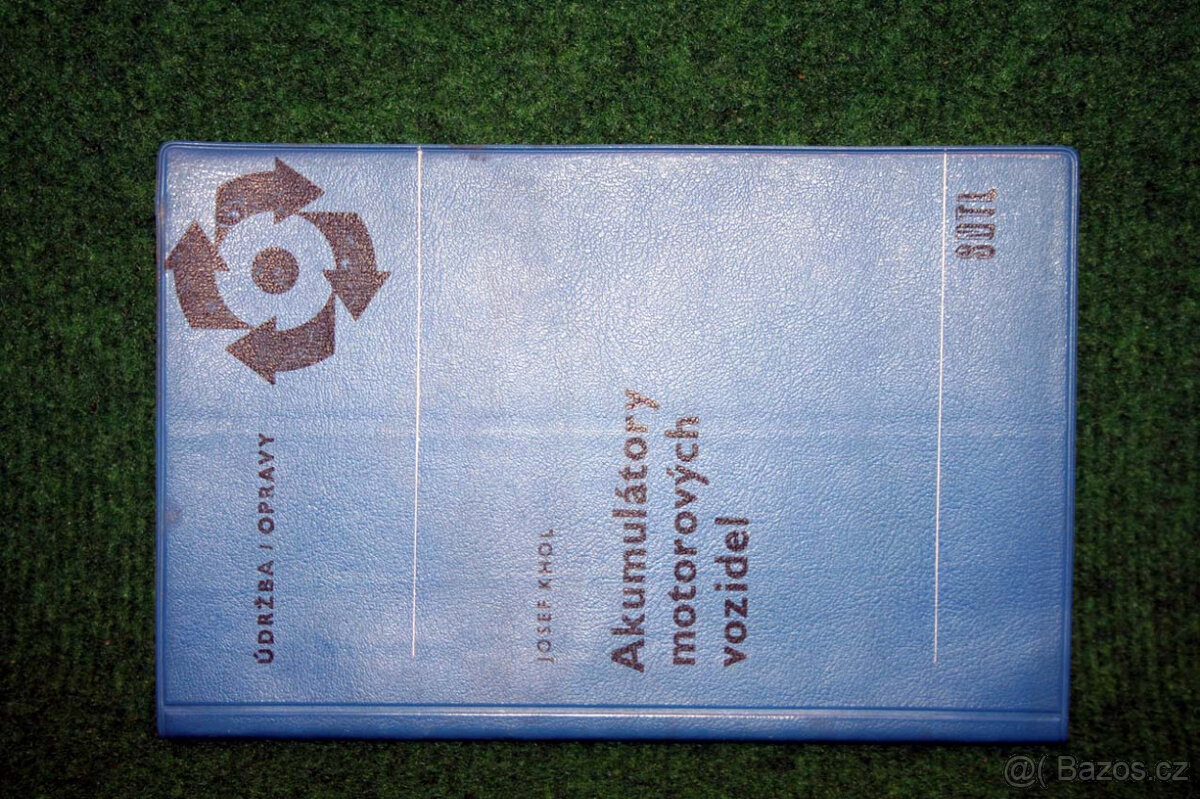 ÚDRŽBA / OPRAVY
JOSEF KHOL
Akumulátory
motorových
vozidel
SNTL
@( Bazos.cz